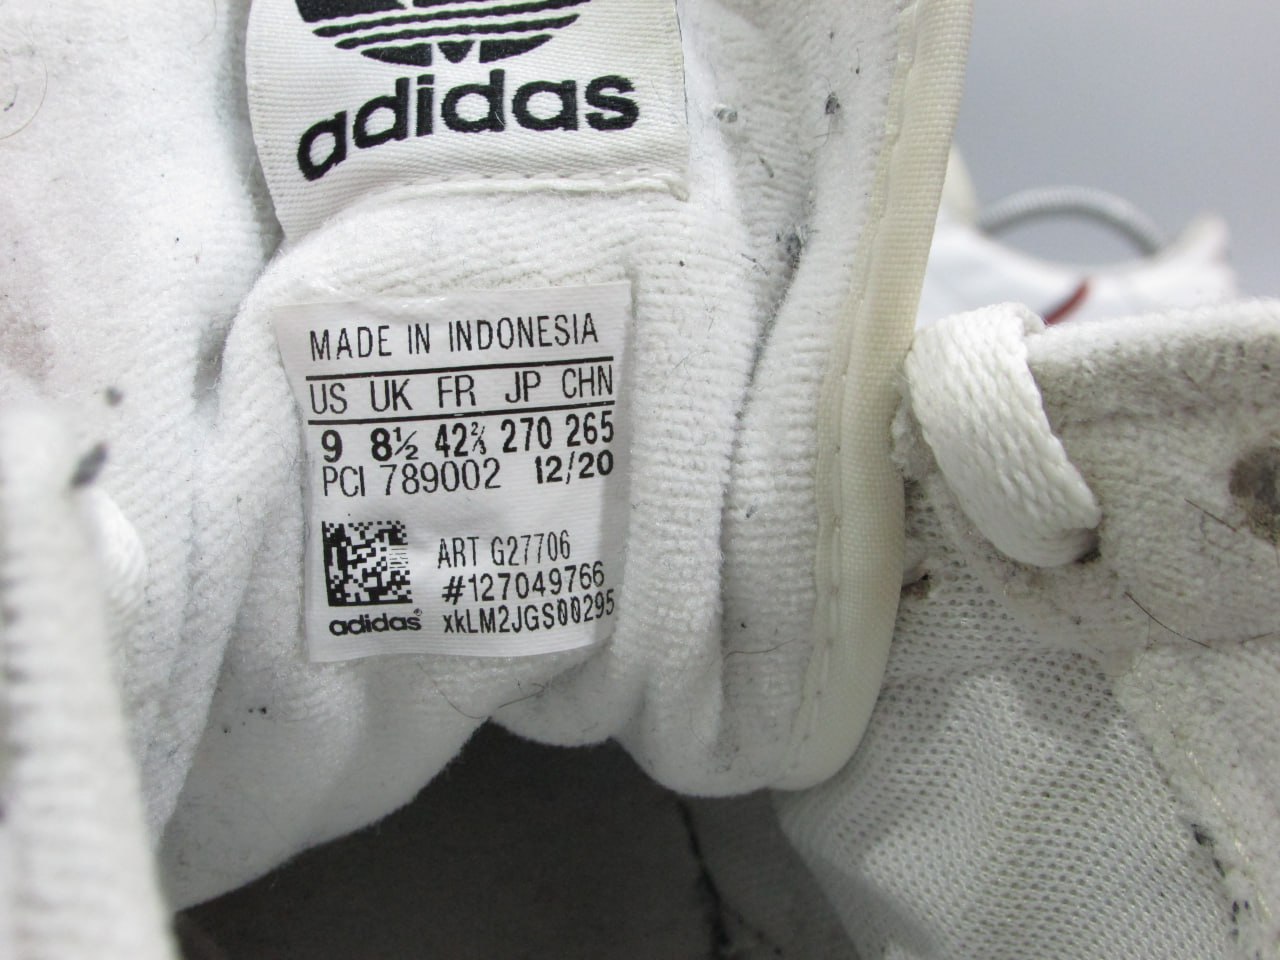 adidas
MADE IN INDONESIA
US UK FR JP CHN
9 8½ 42⅔ 270 265
PCI 789002 12/20
ART G27706
#127049766
xkLM2JGS00295
adidas®